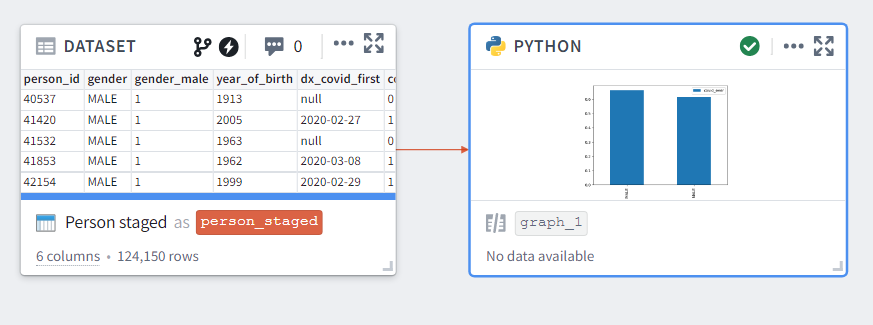 DATASET
0
person_id gender gender_male year_of_birth dx_covid_first c
40537 MALE 1 1913 null 0
41420 MALE 1 2005 2020-02-27 1
41532 MALE 1 1963 null 0
41853 MALE 1 1962 2020-03-08 1
42154 MALE 1 1999 2020-02-29 1
Person staged as person_staged
6 columns • 124,150 rows
PYTHON
graph_1
No data available